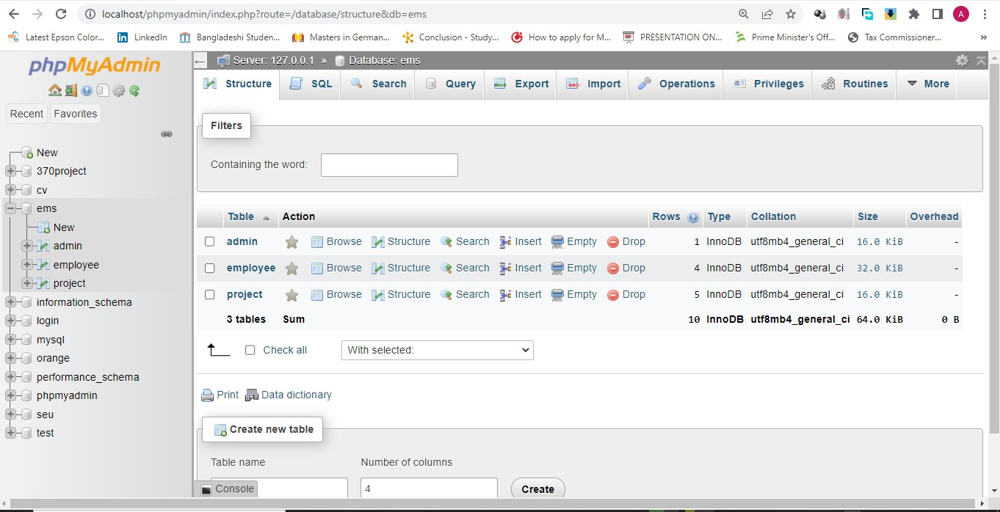 localhost/phpmyadmin/index.php?route=/database/structure&db=ems
A
Latest Epson Color... LinkedIn Bangladeshi Studen... Masters in German... Conclusion - Study... How to apply for M... PRESENTATION ON... Prime Minister's Off... Tax Commissioner... »
phpMyAdmin
Recent Favorites
New
370project
cv
ems
New
admin
employee
project
information_schema
login
mysql
orange
performance_schema
phpmyadmin
seu
test
Server: 127.0.0.1 » Database: ems
Structure SQL Search Query Export Import Operations Privileges Routines More
Filters
Containing the word:
Table Action Rows Type Collation Size Overhead
admin Browse Structure Search Insert Empty Drop 1 InnoDB utf8mb4_general_ci 16.0 KiB -
employee Browse Structure Search Insert Empty Drop 4 InnoDB utf8mb4_general_ci 32.0 KiB -
project Browse Structure Search Insert Empty Drop 5 InnoDB utf8mb4_general_ci 16.0 KiB -
3 tables Sum 10 InnoDB utf8mb4_general_ci 64.0 KiB 0 B
Check all With selected:
Print Data dictionary
Create new table
Table name Number of columns
Console 4 Create